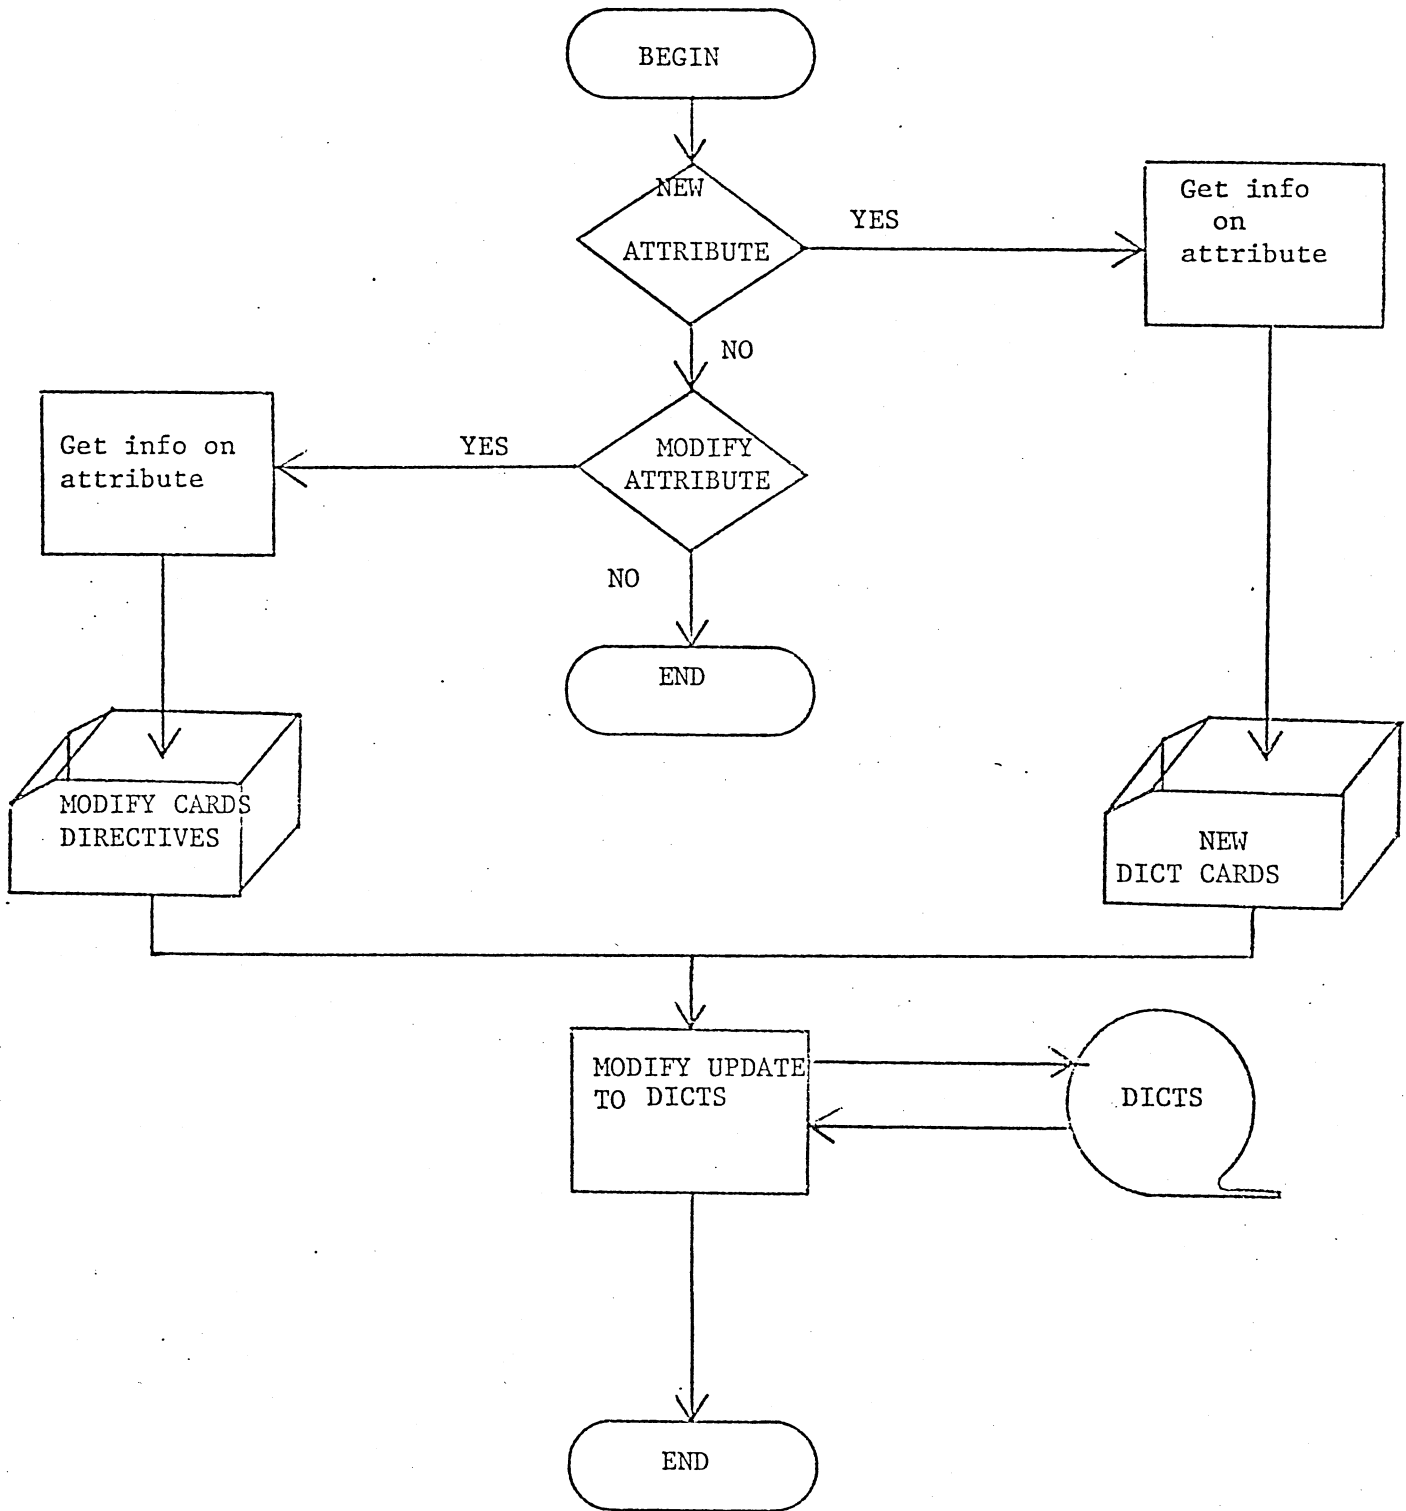 BEGIN
NEW
ATTRIBUTE
YES
Get info
on
attribute
NO
MODIFY
ATTRIBUTE
YES
Get info on
attribute
NO
END
MODIFY CARDS
DIRECTIVES
NEW
DICT CARDS
MODIFY UPDATE
TO DICTS
DICTS
END